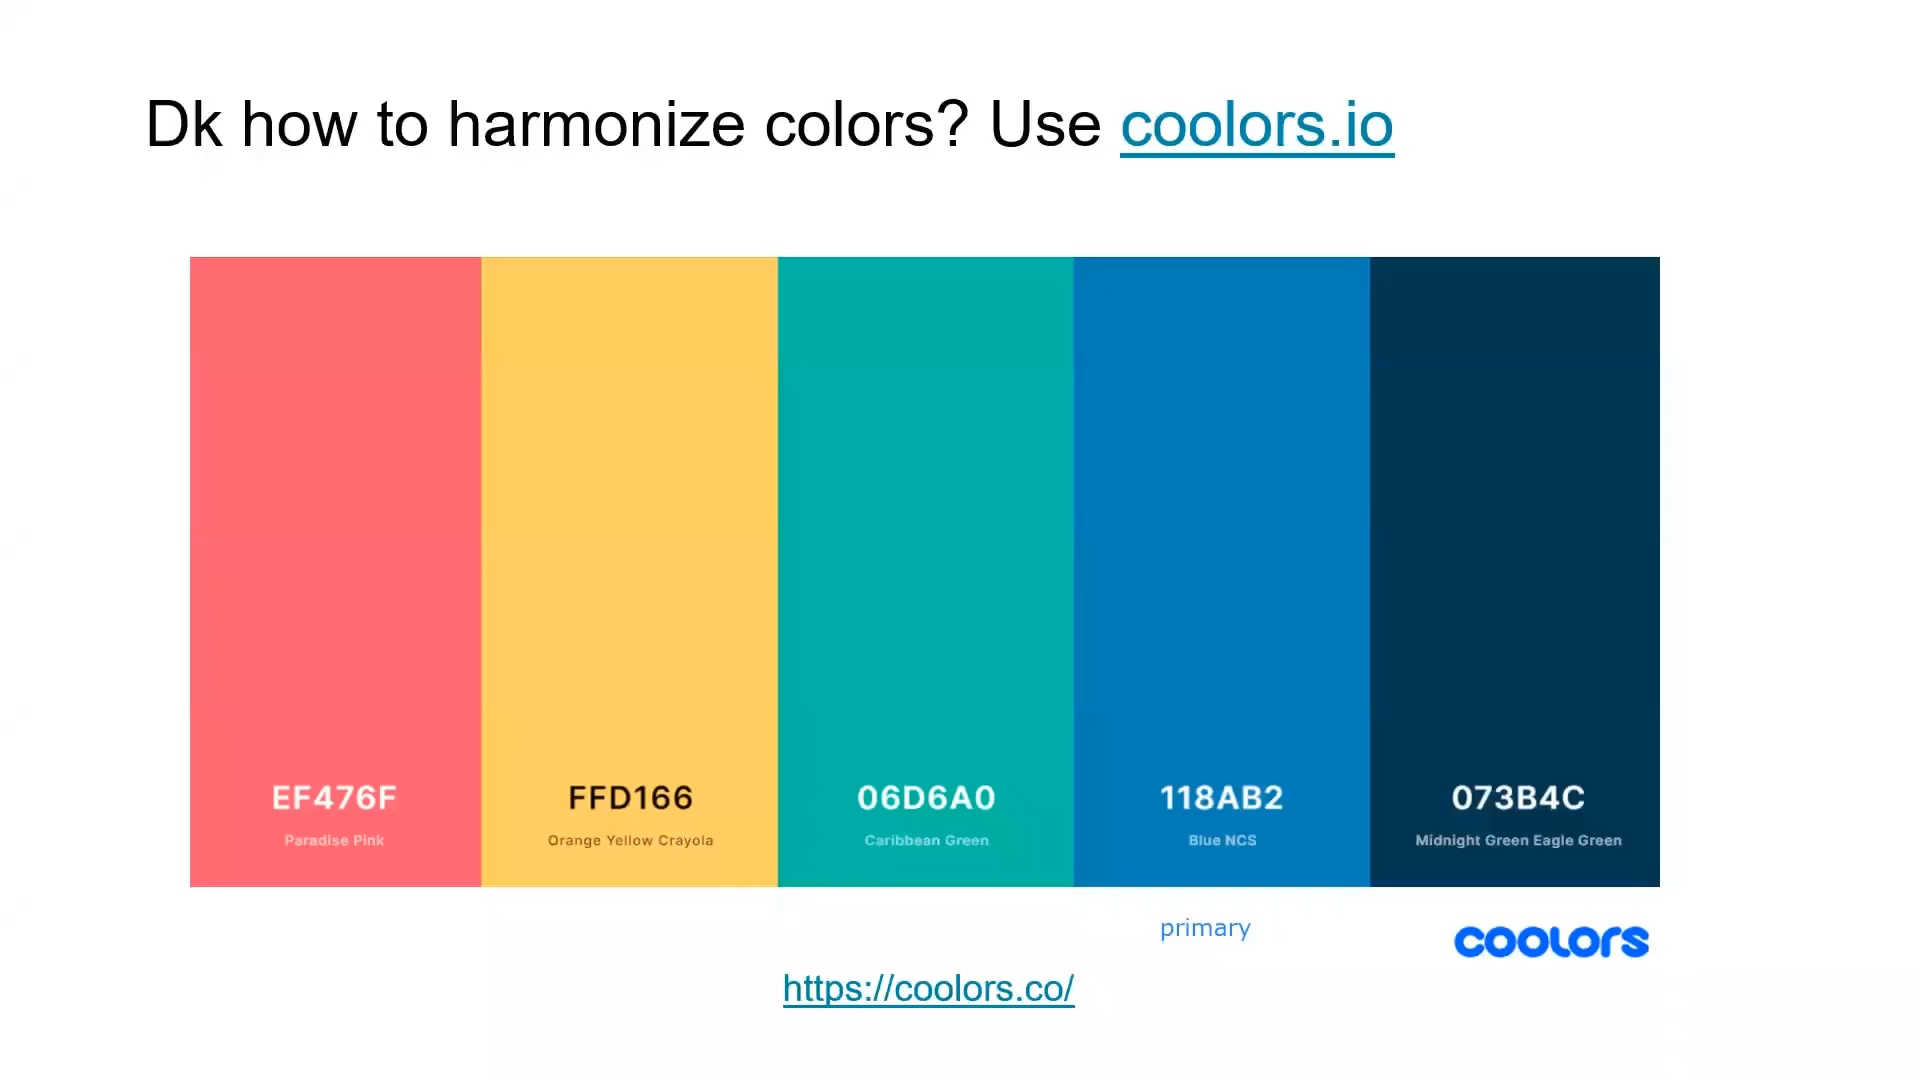 Dk how to harmonize colors? Use coolors.io
EF476F
Paradise Pink
FFD166
Orange Yellow Crayola
06D6A0
Caribbean Green
118AB2
Blue NCS
073B4C
Midnight Green Eagle Green
primary
coolors
https://coolors.co/